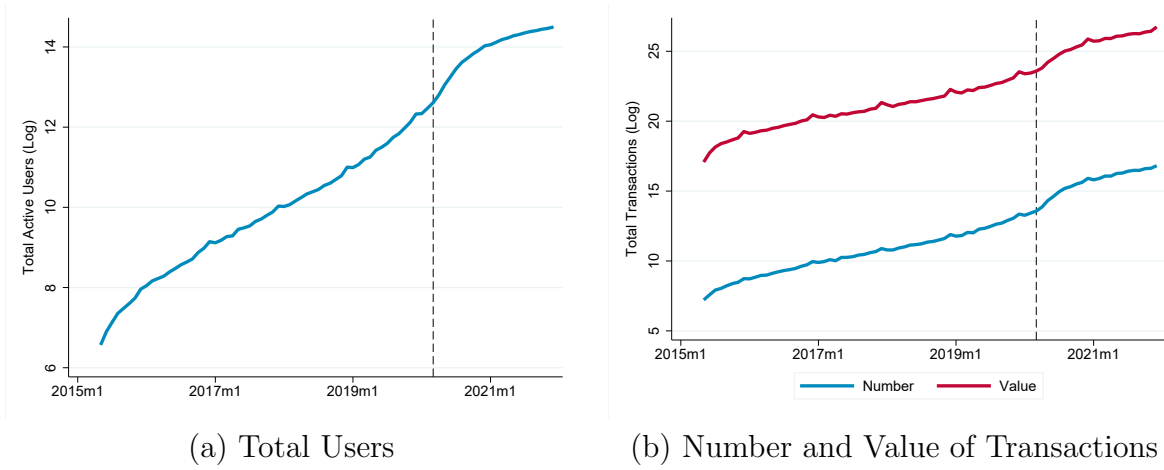 Total Active Users (Log)
14
12
10
8
6
2015m1 2017m1 2019m1 2021m1
(a) Total Users
Total Transactions (Log)
25
20
15
10
5
2015m1 2017m1 2019m1 2021m1
Number Value
(b) Number and Value of Transactions